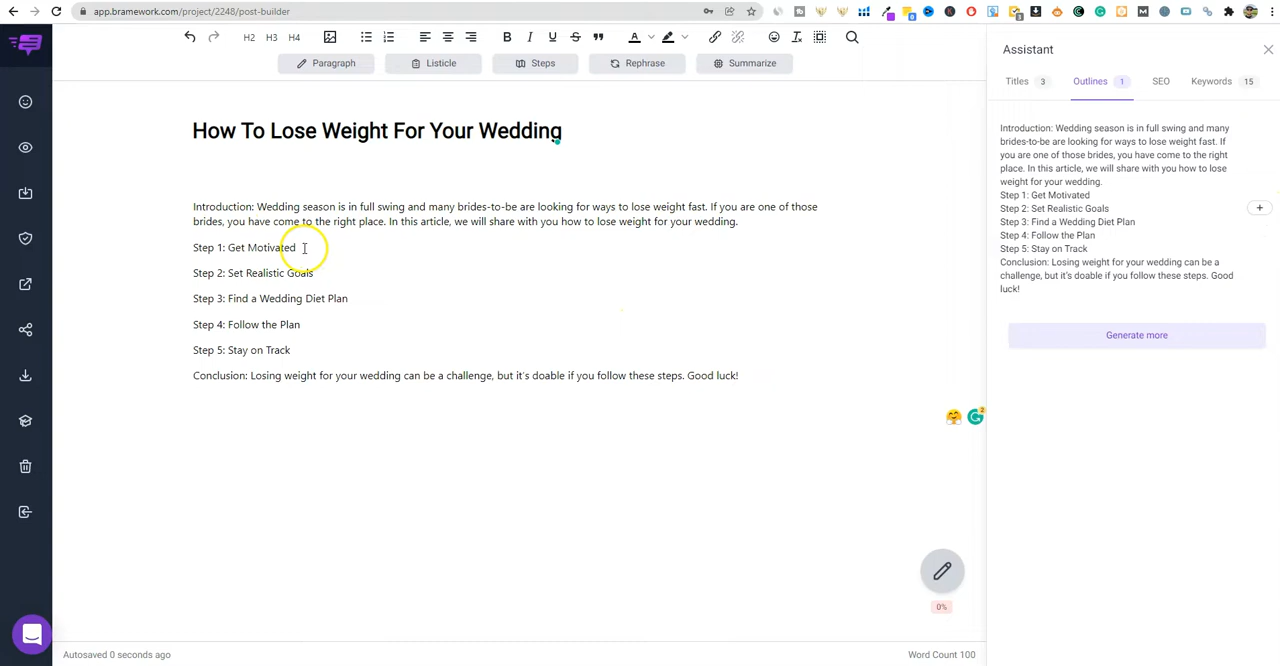 app.bramework.com/project/2248/post-builder
H2 H3 H4 B I U S A
Paragraph Listicle Steps Rephrase Summarize
How To Lose Weight For Your Wedding
Introduction: Wedding season is in full swing and many brides-to-be are looking for ways to lose weight fast. If you are one of those
brides, you have come to the right place. In this article, we will share with you how to lose weight for your wedding.
Step 1: Get Motivated
Step 2: Set Realistic Goals
Step 3: Find a Wedding Diet Plan
Step 4: Follow the Plan
Step 5: Stay on Track
Conclusion: Losing weight for your wedding can be a challenge, but it's doable if you follow these steps. Good luck!
0%
Autosaved 0 seconds ago
Word Count 100
Assistant
Titles 3 Outlines 1 SEO Keywords 15
Introduction: Wedding season is in full swing and many
brides-to-be are looking for ways to lose weight fast. If
you are one of those brides, you have come to the right
place. In this article, we will share with you how to lose
weight for your wedding.
Step 1: Get Motivated
Step 2: Set Realistic Goals
Step 3: Find a Wedding Diet Plan
Step 4: Follow the Plan
Step 5: Stay on Track
Conclusion: Losing weight for your wedding can be a
challenge, but it's doable if you follow these steps. Good
luck!
Generate more